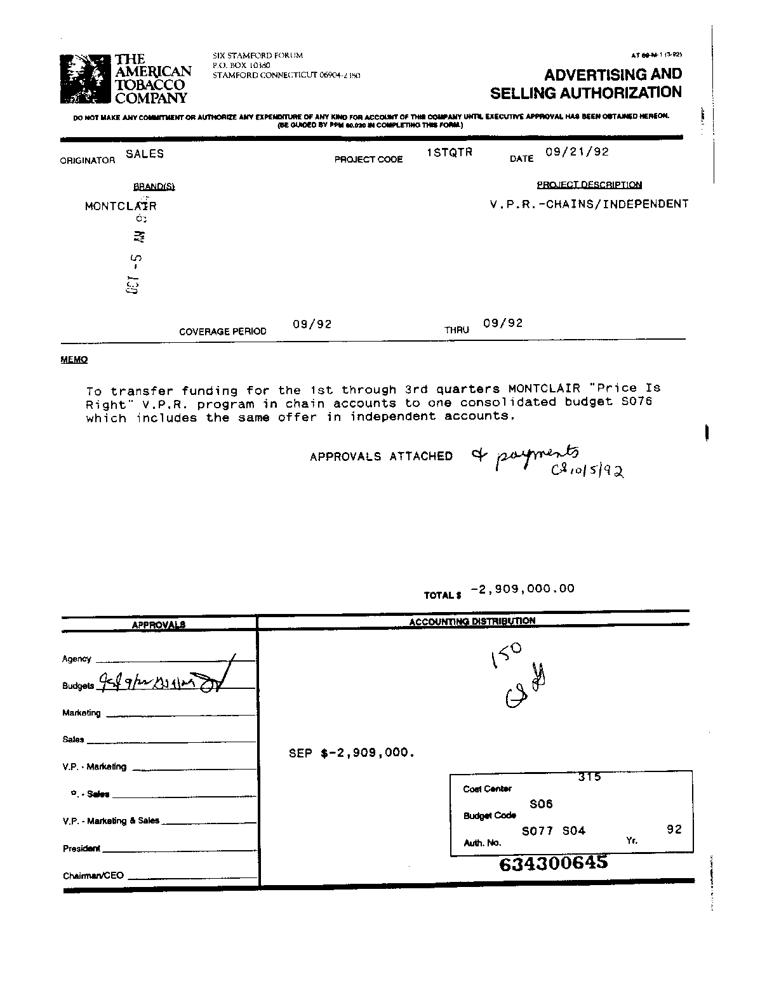 THE
AMERICAN
TOBACCO
COMPANY
SIX STAMFORD FORUM
P.O. BOX 10380
STAMFORD CONNECTICUT 06904-2380
AT 60-M-1 (3-92)
ADVERTISING AND
SELLING AUTHORIZATION
DO NOT MAKE ANY COMMITMENT OR AUTHORIZE ANY EXPENDITURE OF ANY KIND FOR ACCOUNT OF THIS COMPANY UNTIL EXECUTIVE APPROVAL HAS BEEN OBTAINED HEREON.
(BE GUIDED BY PPM 60.020 IN COMPLETING THIS FORM.)
ORIGINATOR SALES PROJECT CODE 1STQTR DATE 09/21/92
BRAND(S) PROJECT DESCRIPTION
MONTCLAIR V.P.R.-CHAINS/INDEPENDENT
OCT -5
COVERAGE PERIOD 09/92 THRU 09/92
MEMO
To transfer funding for the 1st through 3rd quarters MONTCLAIR "Price Is
Right" V.P.R. program in chain accounts to one consolidated budget S076
which includes the same offer in independent accounts.
APPROVALS ATTACHED & payments
10/5/92
TOTAL $ -2,909,000.00
APPROVALS ACCOUNTING DISTRIBUTION
150
Agency
Budgets
Marketing
Sales
SEP $-2,909,000.
V.P. - Marketing
P. - Sales
V.P. - Marketing & Sales
President
Chairman/CEO
315
Cost Center
S06
Budget Code
S077 S04 92
Auth. No. Yr.
634300645